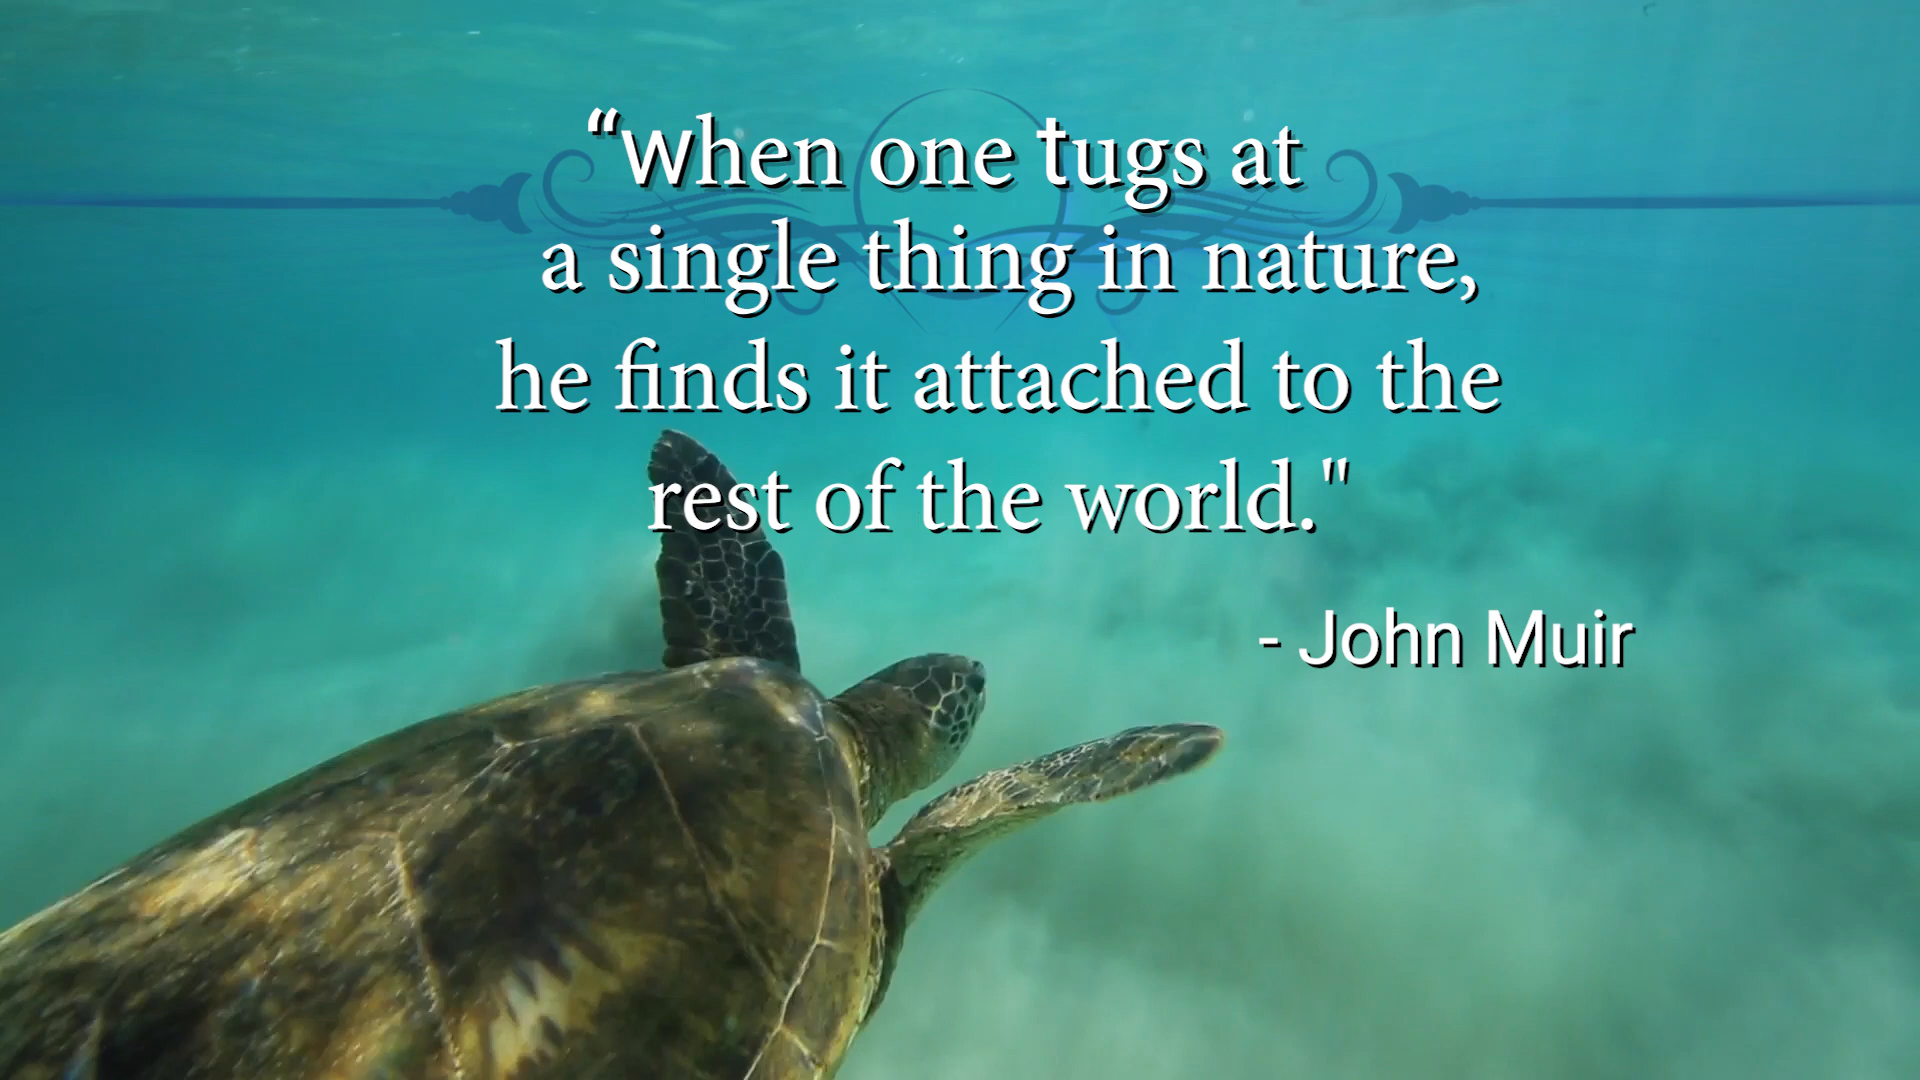 “when one tugs at
a single thing in nature,
he finds it attached to the
rest of the world."
- John Muir